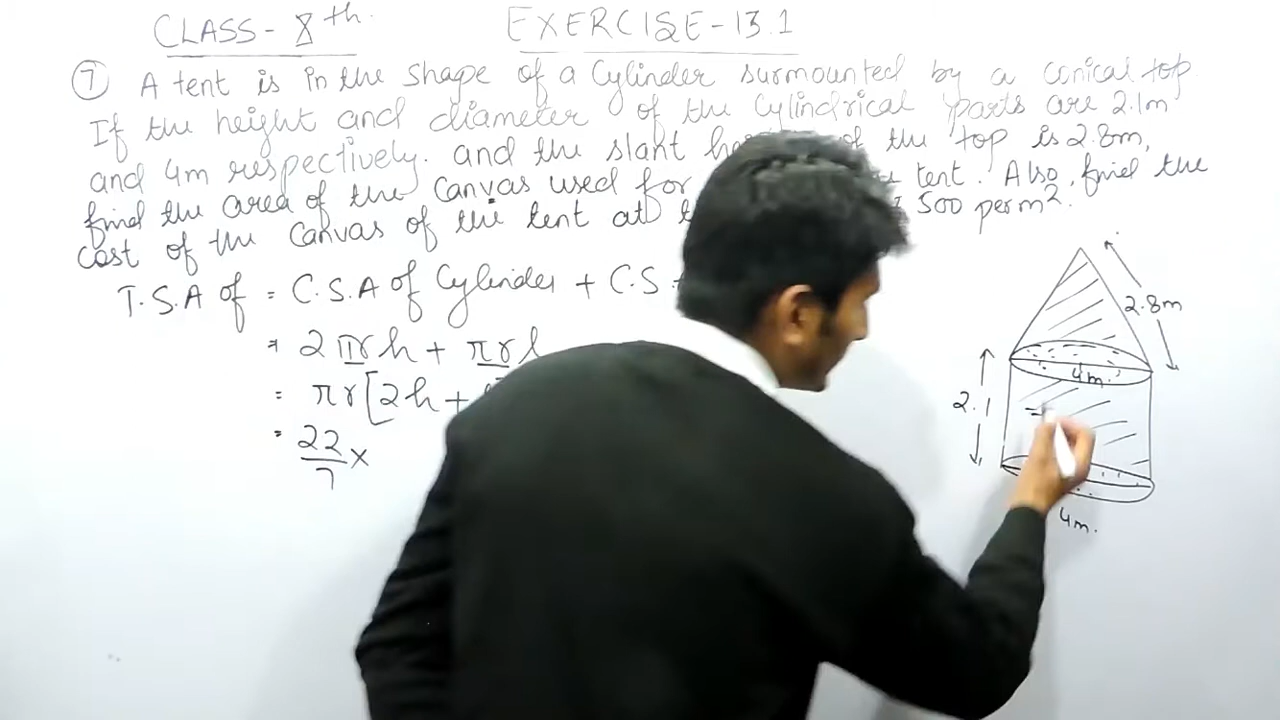 CLASS- Xth. EXERCISE-13.1
7 A tent is in the shape of a Cylinder surmounted by a conical top.
If the height and diameter of the cylindrical parts are 2.1m
and 4m respectively. and the slant of the top is 2.8m,
find the area of the canvas used for tent. Also, find the
cost of the canvas of the tent at 500 per m².
T.S.A of = C.S.A of Cylinder + C.S
= 2πrh + πrl
= πr[2h +
= 22/7 ×
2.8m
4m.
2.1
4m.